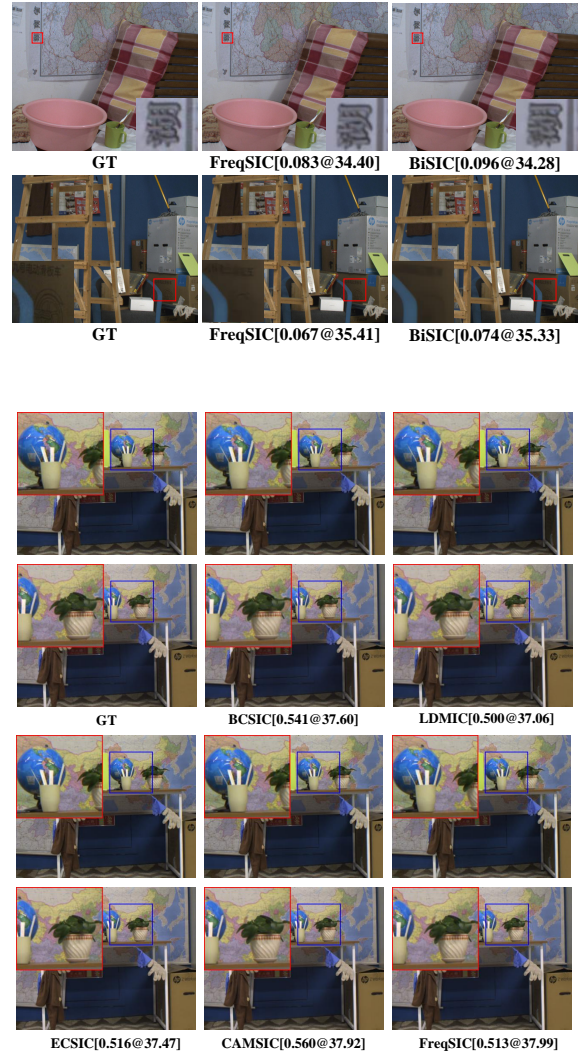 GT FreqSIC[0.083@34.40] BiSIC[0.096@34.28]
GT FreqSIC[0.067@35.41] BiSIC[0.074@35.33]
GT BCSIC[0.541@37.60] LDMIC[0.500@37.06]
ECSIC[0.516@37.47] CAMSIC[0.560@37.92] FreqSIC[0.513@37.99]